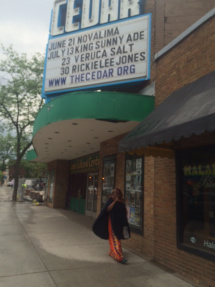 CEDAR
JUNE 21 NOVALIMA
JULY 13 KING SUNNY ADE
23 VERUCA SALT
30 RICKIE LEE JONES
WWW.THECEDAR.ORG